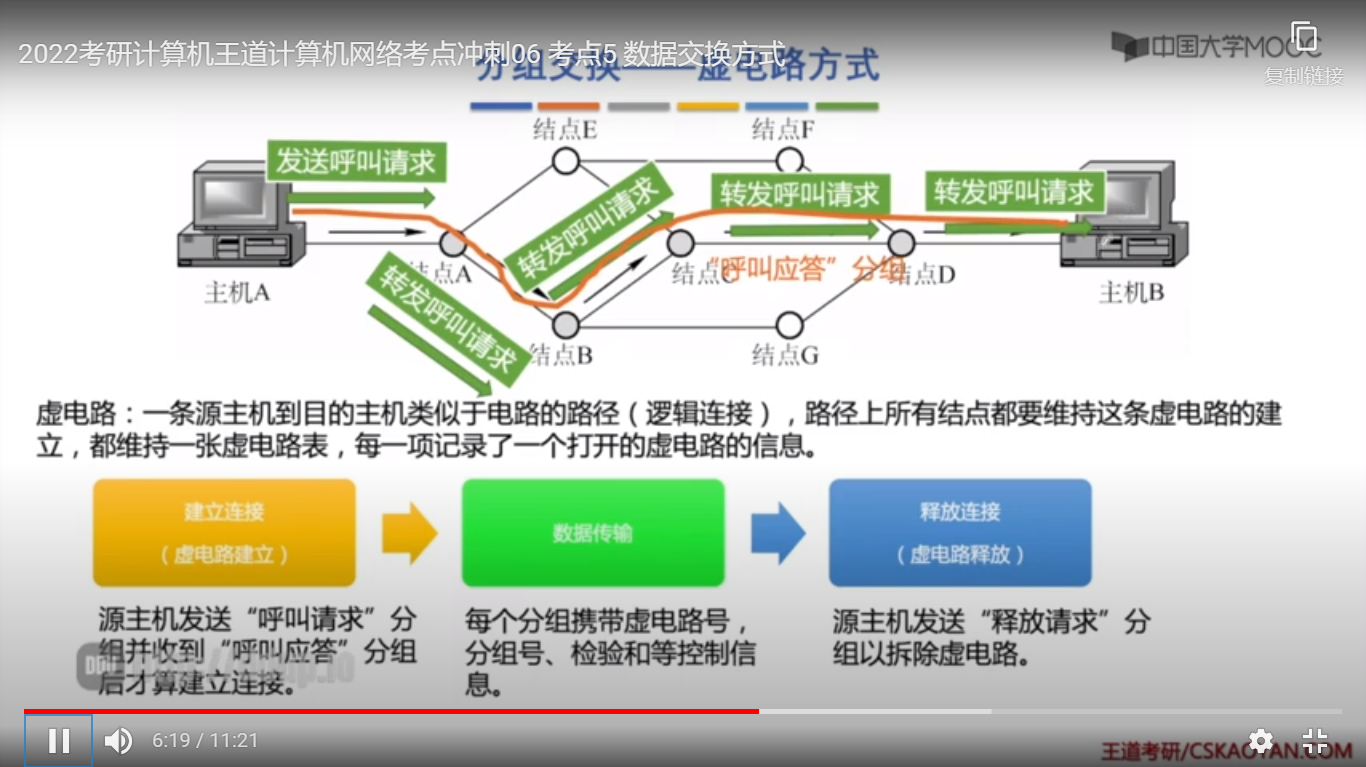 2022考研计算机王道计算机网络考点冲刺06 考点5 数据交换方式
分组交换——虚电路方式
中国大学MOOC
复制链接
结点E
结点F
发送呼叫请求
转发呼叫请求
转发呼叫请求
转发呼叫请求
结点A
结点C
“呼叫应答”分组
结点D
主机A
主机B
转发呼叫请求
结点B
结点G
虚电路：一条源主机到目的主机类似于电路的路径（逻辑连接），路径上所有结点都要维持这条虚电路的建
立，都维持一张虚电路表，每一项记录了一个打开的虚电路的信息。
建立连接
（虚电路建立）
数据传输
释放连接
（虚电路释放）
源主机发送“呼叫请求”分
组并收到“呼叫应答”分组
后才算建立连接。
每个分组携带虚电路号，
分组号、检验和等控制信
息。
源主机发送“释放请求”分
组以拆除虚电路。
6:19 / 11:21
王道考研/CSKAOYAN.COM